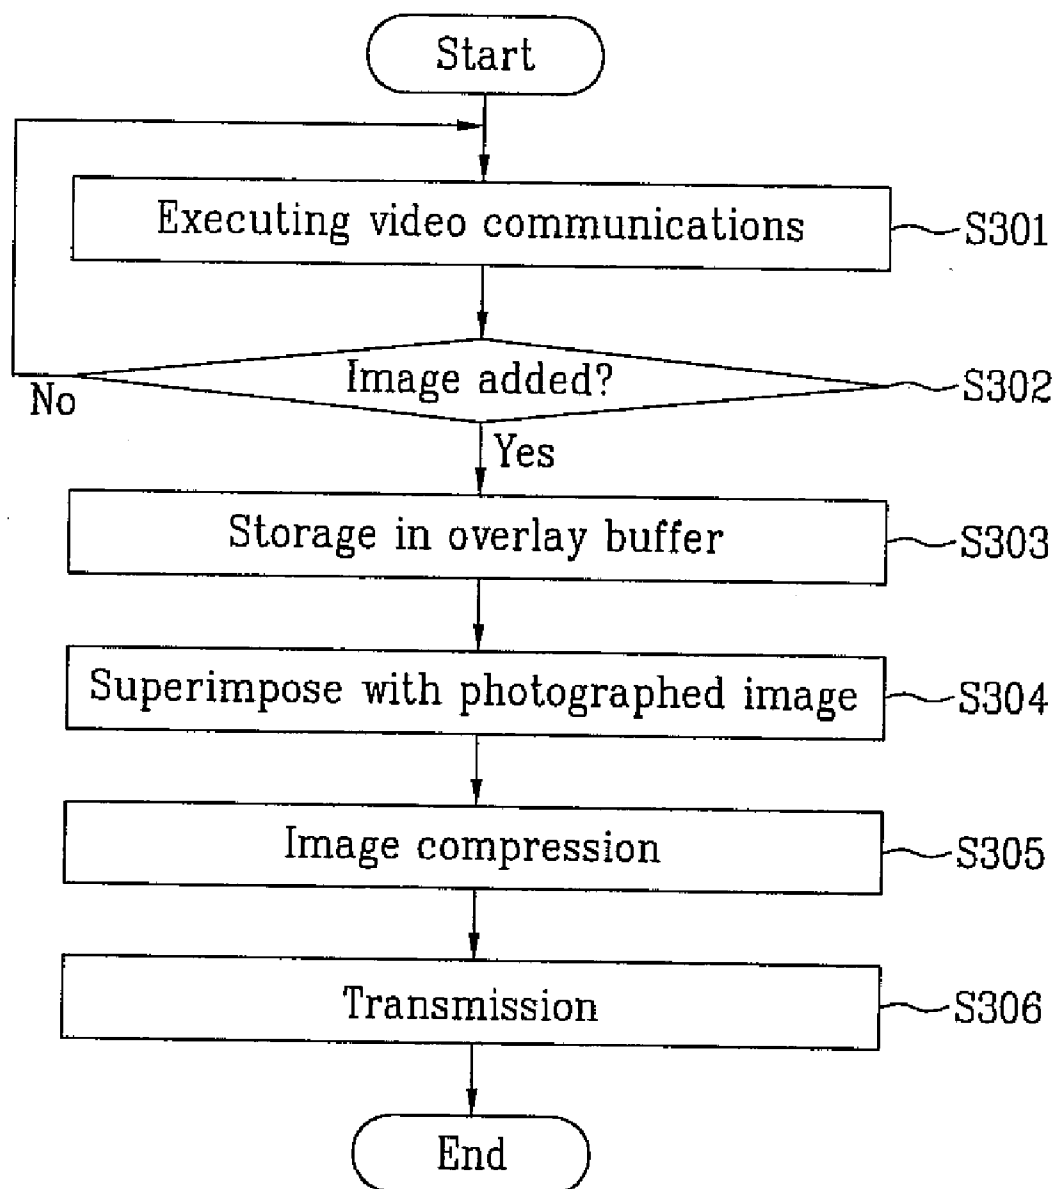 Start
Executing video communications
S301
Image added?
S302
No
Yes
Storage in overlay buffer
S303
Superimpose with photographed image
S304
Image compression
S305
Transmission
S306
End